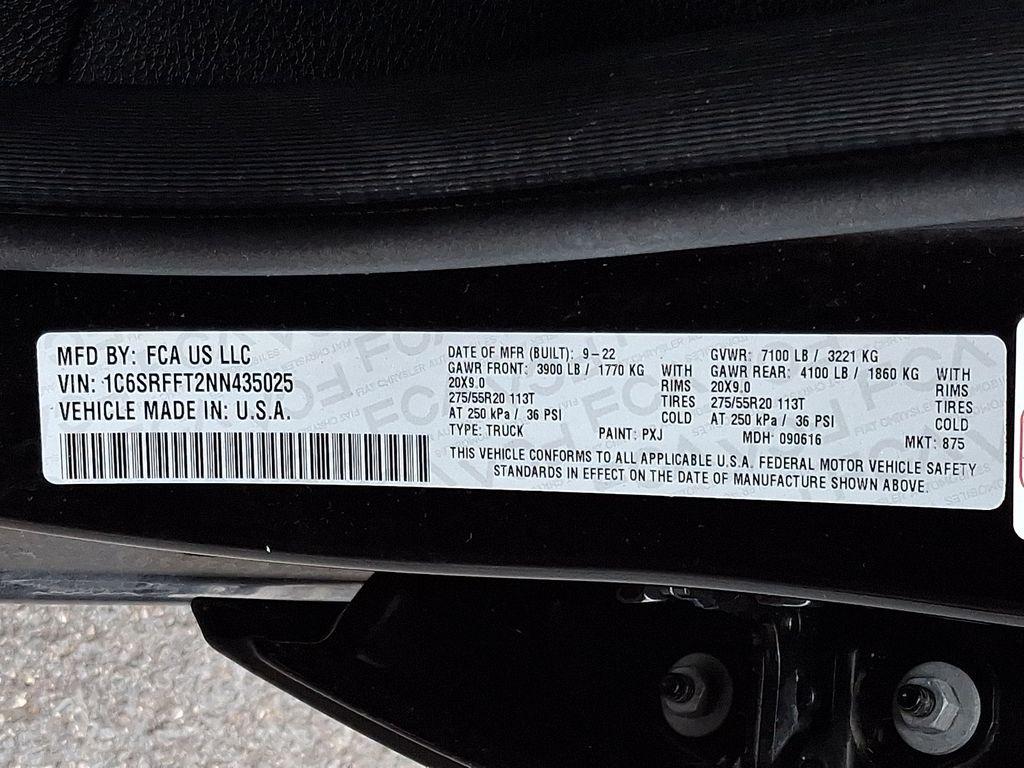 MFD BY: FCA US LLC
VIN: 1C6SRFFT2NN435025
VEHICLE MADE IN: U.S.A.
DATE OF MFR (BUILT): 9-22 GVWR: 7100 LB / 3221 KG
GAWR FRONT: 3900 LB / 1770 KG WITH GAWR REAR: 4100 LB / 1860 KG WITH
20X9.0 RIMS 20X9.0 RIMS
275/55R20 113T TIRES 275/55R20 113T TIRES
AT 250 kPa / 36 PSI COLD AT 250 kPa / 36 PSI COLD
TYPE: TRUCK PAINT: PXJ MDH: 090616 MKT: 875
THIS VEHICLE CONFORMS TO ALL APPLICABLE U.S.A. FEDERAL MOTOR VEHICLE SAFETY
STANDARDS IN EFFECT ON THE DATE OF MANUFACTURE SHOWN ABOVE.